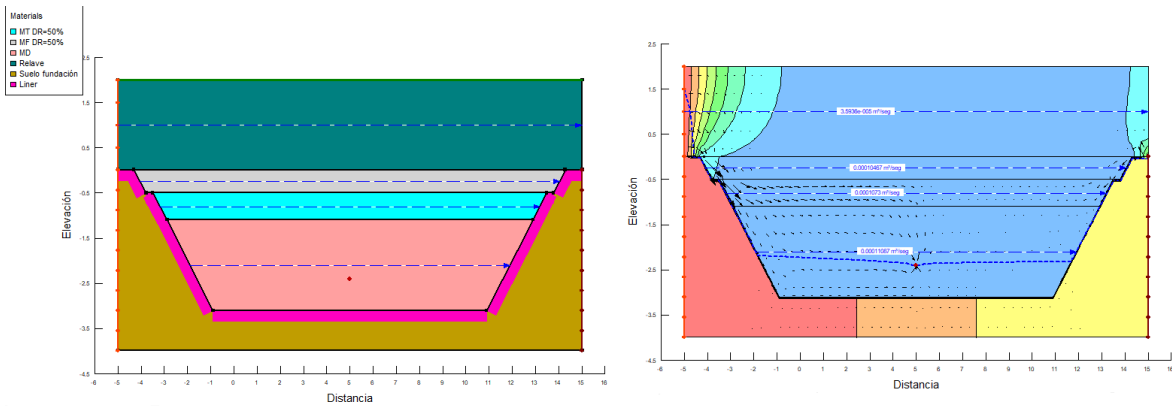 Materials
MT DR=50%
MF DR=50%
MD
Relave
Suelo fundación
Liner
2.5
1.5
0.5
-0.5
-1.5
-2.5
-3.5
-4.5
Elevación
-6 -5 -4 -3 -2 -1 0 1 2 3 4 5 6 7 8 9 10 11 12 13 14 15 16
Distancia
2.5
1.5
0.5
-0.5
-1.5
-2.5
-3.5
-4.5
Elevación
3.5936e-005 m³/seg
0.00010467 m³/seg
0.0001073 m³/seg
0.00011087 m³/seg
-6 -5 -4 -3 -2 -1 0 1 2 3 4 5 6 7 8 9 10 11 12 13 14 15 16
Distancia